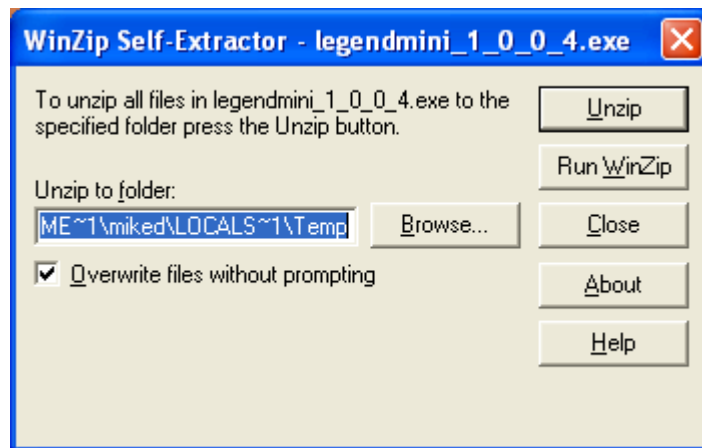 WinZip Self-Extractor - legendmini_1_0_0_4.exe
To unzip all files in legendmini_1_0_0_4.exe to the
specified folder press the Unzip button.
Unzip
Run WinZip
Unzip to folder:
ME~1\miked\LOCALS~1\Temp
Browse...
Close
Overwrite files without prompting
About
Help